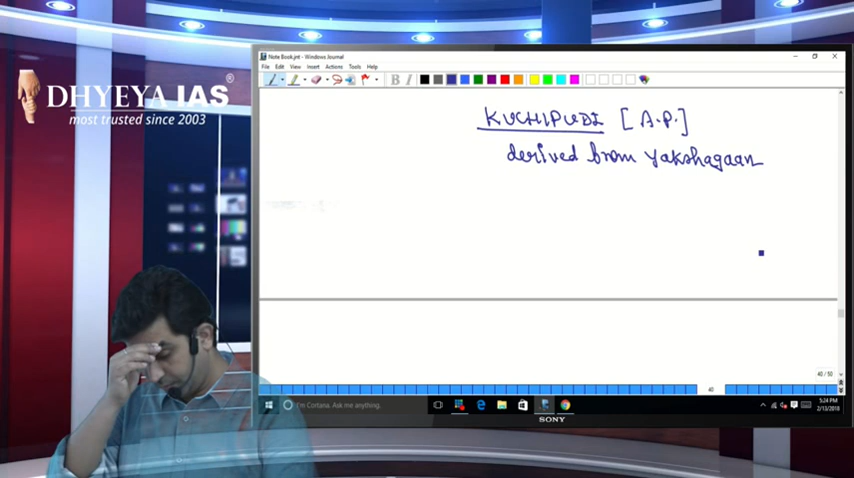 DHYEYA IAS®
most trusted since 2003
Note Book.jnt - Windows Journal
File Edit View Insert Actions Tools Help
B I
KUCHIPUDI [A.P.]
derived from Yakshagaan
40 / 50
40
I'm Cortana. Ask me anything.
5:24 PM
2/13/2018
SONY